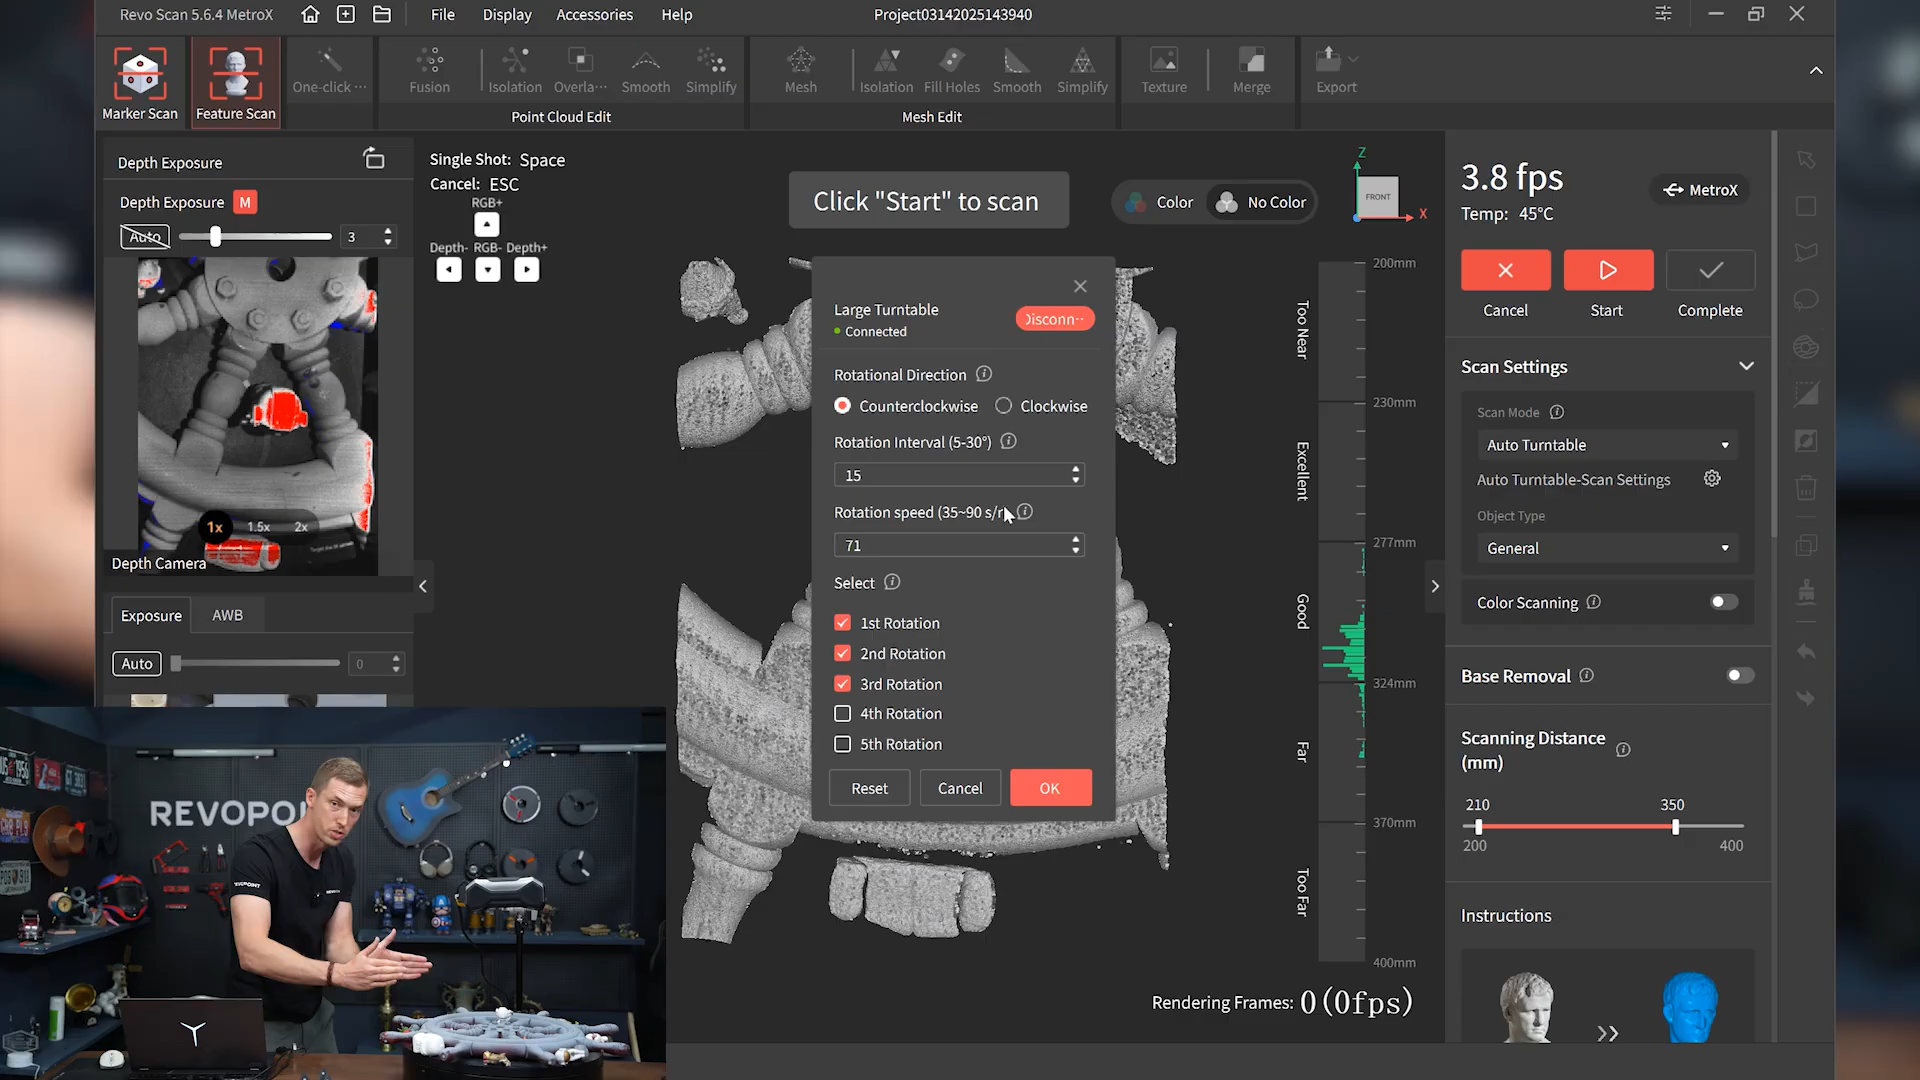 Revo Scan 5.6.4 MetroX
File
Display
Accessories
Help
Project03142025143940
Marker Scan
Feature Scan
One-click ···
Fusion
Isolation
Overla···
Smooth
Simplify
Point Cloud Edit
Mesh
Isolation
Fill Holes
Smooth
Simplify
Mesh Edit
Texture
Merge
Export
Depth Exposure
Depth Exposure M
Auto
3
1x
1.5x
2x
Depth Camera
Exposure
AWB
Auto
0
Single Shot: Space
Cancel: ESC
RGB+
Depth- RGB- Depth+
Click "Start" to scan
Color
No Color
Z
FRONT
X
Large Turntable
Connected
Disconn··
Rotational Direction
Counterclockwise
Clockwise
Rotation Interval (5-30°)
15
Rotation speed (35~90 s/r
71
Select
1st Rotation
2nd Rotation
3rd Rotation
4th Rotation
5th Rotation
Reset
Cancel
OK
200mm
Too Near
230mm
Excellent
277mm
Good
324mm
Far
370mm
Too Far
400mm
Rendering Frames: 0(0fps)
3.8 fps
MetroX
Temp: 45°C
Cancel
Start
Complete
Scan Settings
Scan Mode
Auto Turntable
Auto Turntable-Scan Settings
Object Type
General
Color Scanning
Base Removal
Scanning Distance
(mm)
210
350
200
400
Instructions
REVOPOI